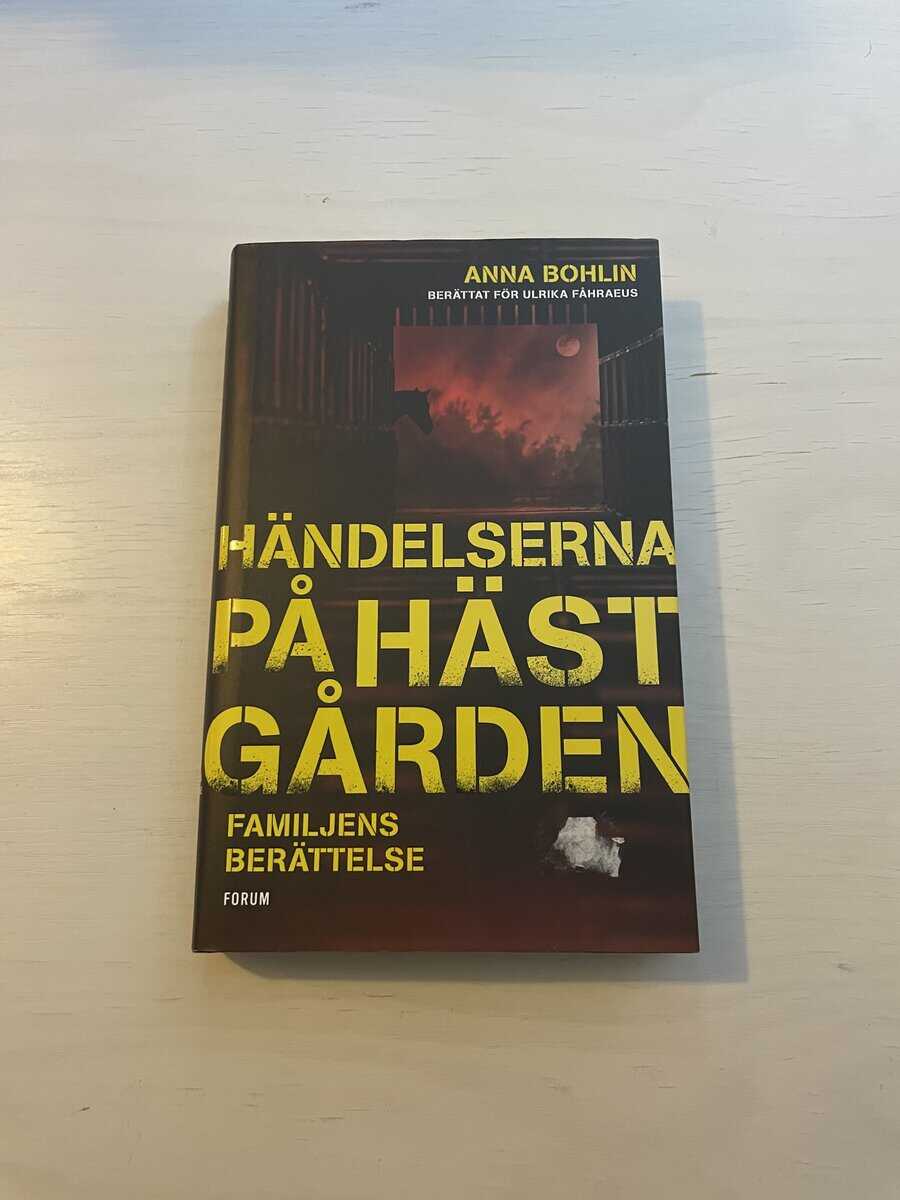 ANNA BOHLIN
BERÄTTAT FÖR ULRIKA FÅHRAEUS
HÄNDELSERNA
PÅ HÄST
GÅRDEN
FAMILJENS
BERÄTTELSE
FORUM